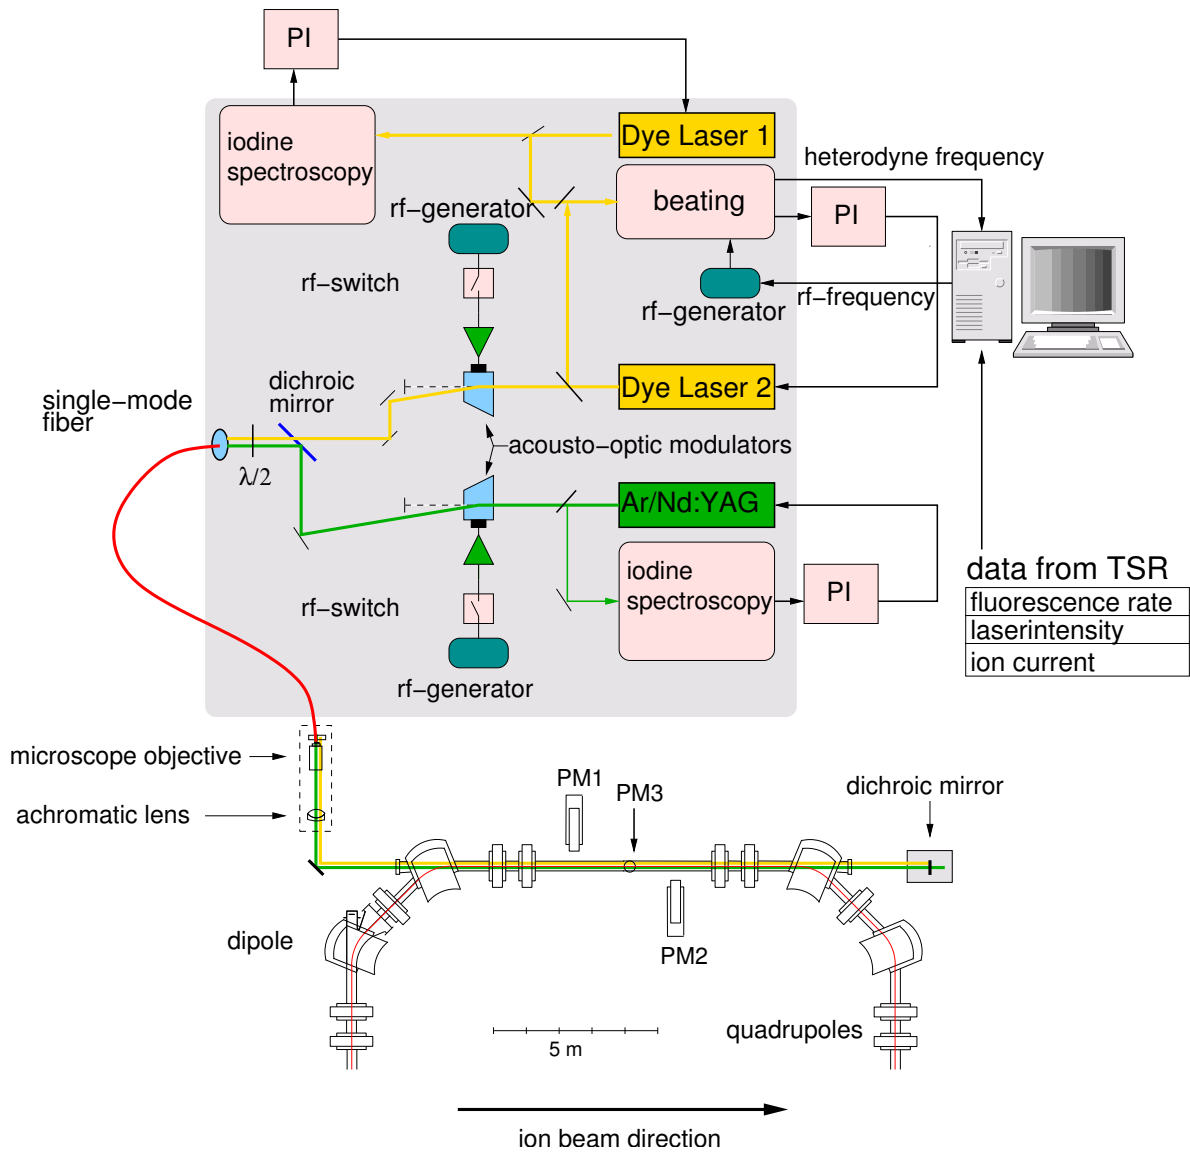 PI
iodine
spectroscopy
Dye Laser 1
heterodyne frequency
beating
PI
rf-generator
rf-switch
rf-frequency
rf-generator
dichroic
mirror
single-mode
fiber
Dye Laser 2
λ/2
acousto-optic modulators
Ar/Nd:YAG
iodine
spectroscopy
PI
rf-switch
rf-generator
data from TSR
fluorescence rate
laserintensity
ion current
microscope objective
achromatic lens
PM1
PM3
dichroic mirror
dipole
PM2
quadrupoles
5 m
ion beam direction